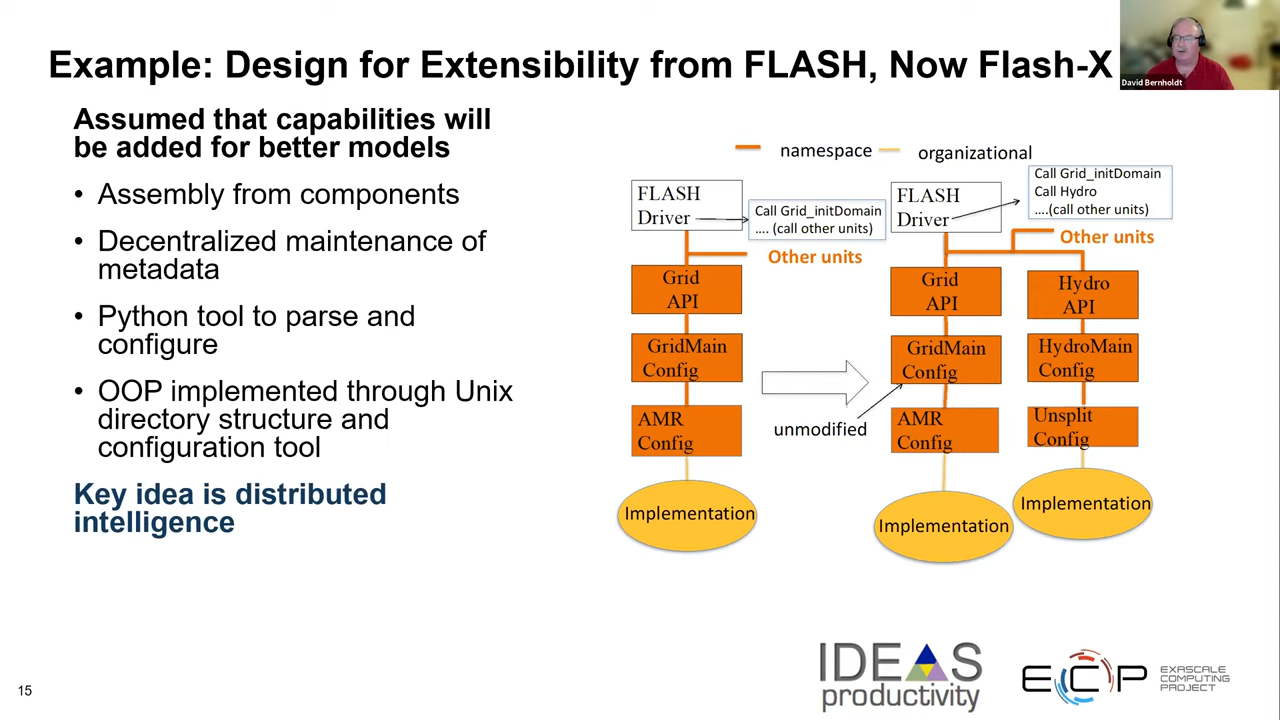 Example: Design for Extensibility from FLASH, Now Flash-X
David Bernholdt
Assumed that capabilities will
be added for better models
• Assembly from components
• Decentralized maintenance of
metadata
• Python tool to parse and
configure
• OOP implemented through Unix
directory structure and
configuration tool
Key idea is distributed
intelligence
namespace
organizational
FLASH
Driver
Call Grid_initDomain
.... (call other units)
Other units
Grid
API
GridMain
Config
AMR
Config
Implementation
unmodified
FLASH
Driver
Call Grid_initDomain
Call Hydro
....(call other units)
Other units
Grid
API
GridMain
Config
AMR
Config
Implementation
Hydro
API
HydroMain
Config
Unsplit
Config
Implementation
15
IDEAS
productivity
ECP
EXASCALE
COMPUTING
PROJECT